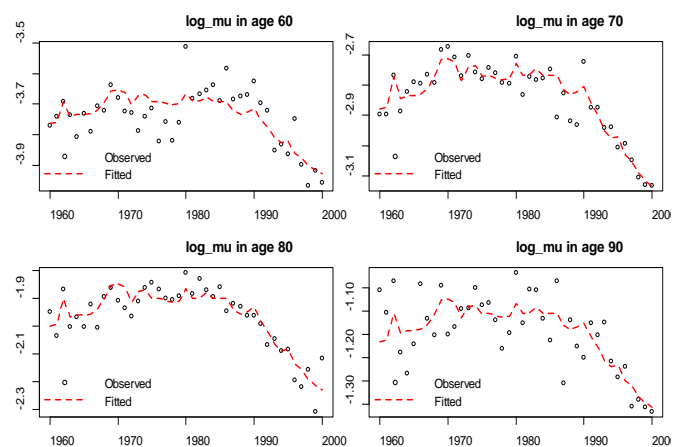 log_mu in age 60
-3.5
-3.7
-3.9
Observed
Fitted
1960 1970 1980 1990 2000
log_mu in age 70
-2.7
-2.9
-3.1
Observed
Fitted
1960 1970 1980 1990 200
log_mu in age 80
-1.9
-2.1
-2.3
Observed
Fitted
1960 1970 1980 1990 2000
log_mu in age 90
-1.10
-1.20
-1.30
Observed
Fitted
1960 1970 1980 1990 200